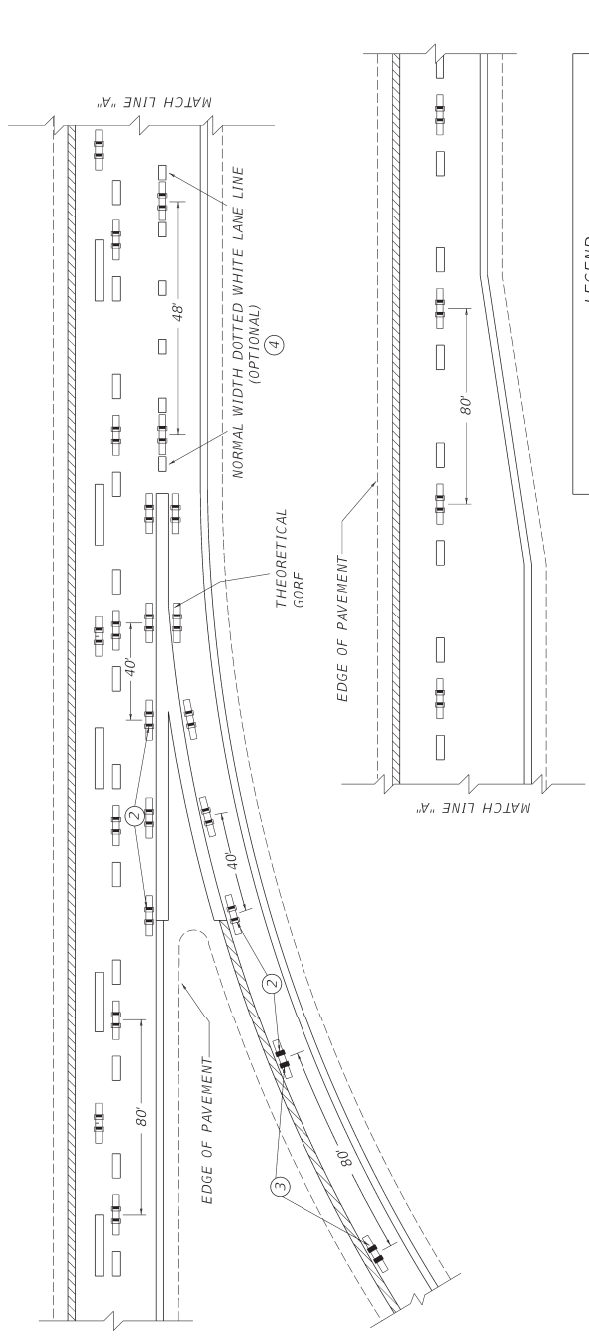 MATCH LINE "A"
NORMAL WIDTH DOTTED WHITE LANE LINE
(OPTIONAL)
4
48'
THEORETICAL
GORE
40'
2
40'
2
EDGE OF PAVEMENT
80'
3
80'
EDGE OF PAVEMENT
80'
MATCH LINE "A"
LEGEND